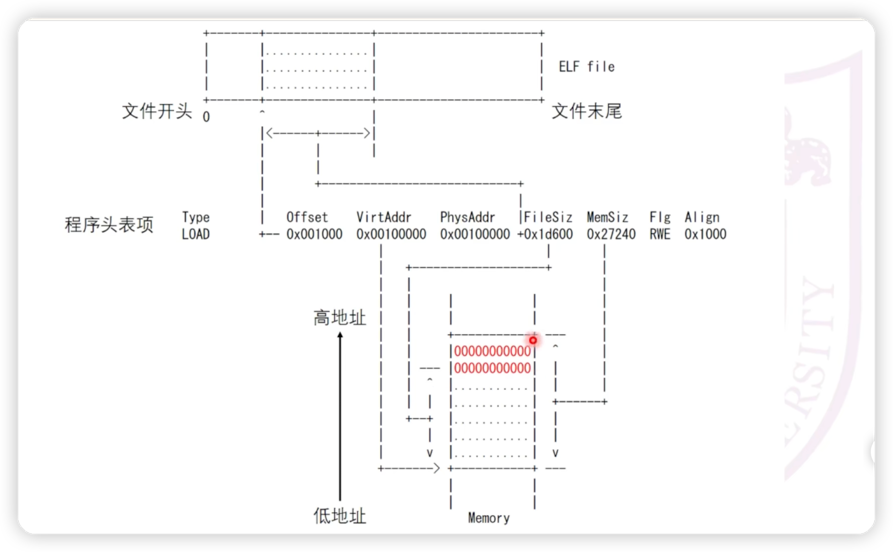 ELF file
文件开头 0 文件末尾
Type Offset VirtAddr PhysAddr FileSiz MemSiz Flg Align
程序头表项
LOAD 0x001000 0x00100000 0x00100000 +0x1d600 0x27240 RWE 0x1000
高地址
00000000000
00000000000
低地址
Memory
ERSITY